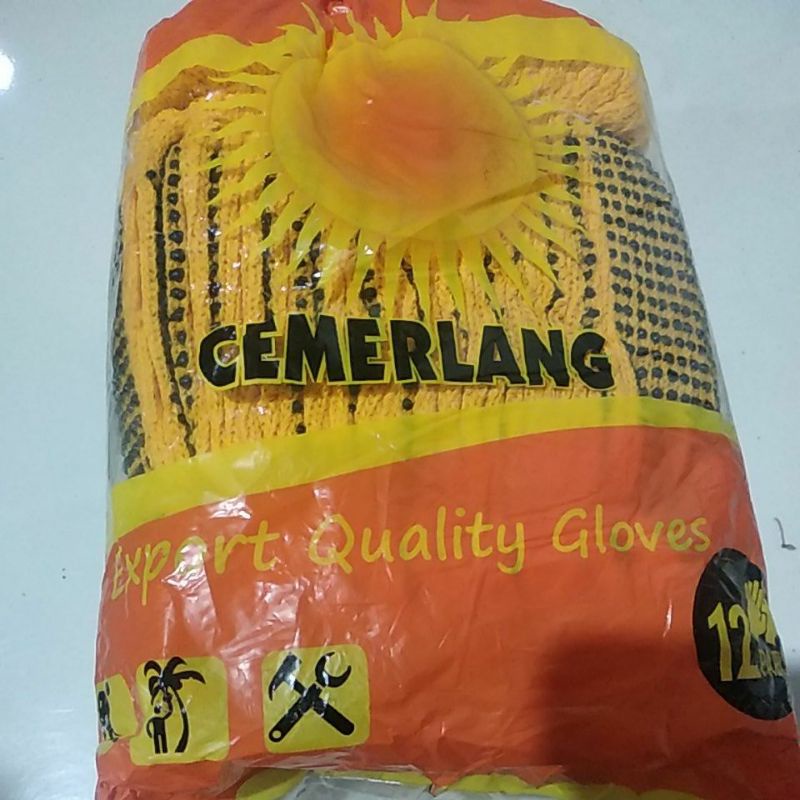 CEMERLANG
Export Quality Gloves
12